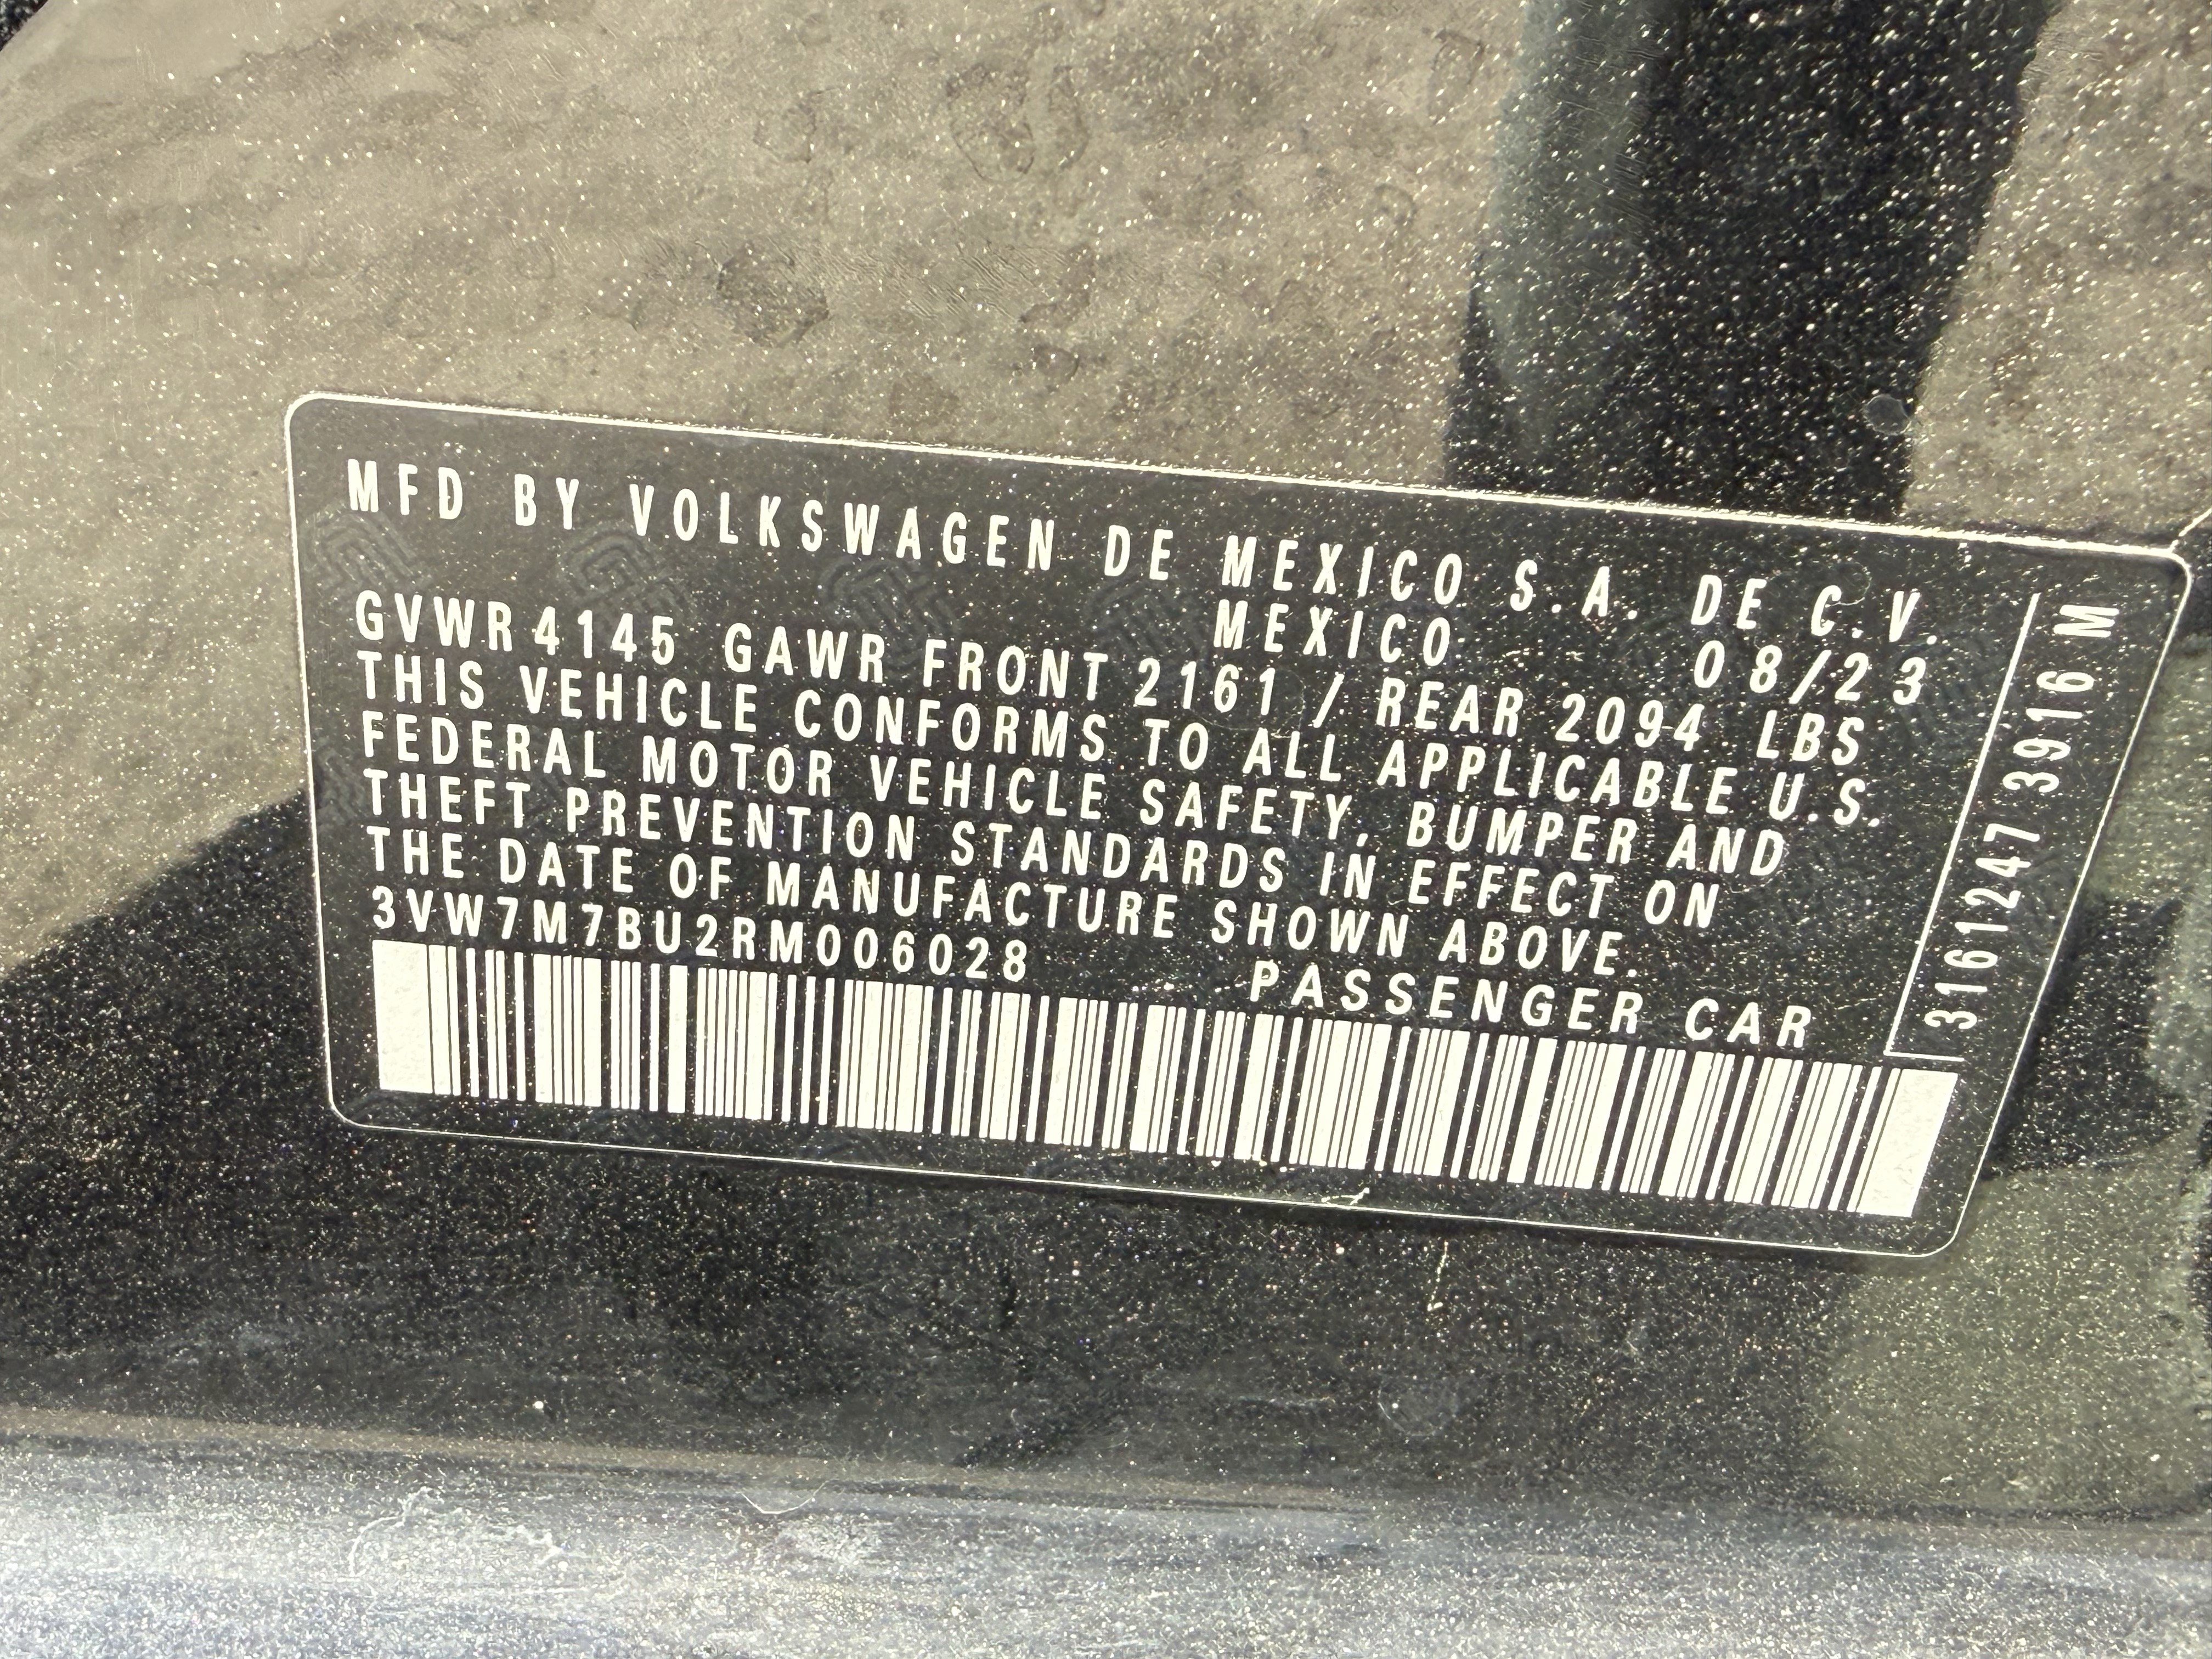 MFD BY VOLKSWAGEN DE MEXICO S.A. DE C.V.
MEXICO 08/23
GVWR 4145 GAWR FRONT 2161 / REAR 2094 LBS
THIS VEHICLE CONFORMS TO ALL APPLICABLE U.S.
FEDERAL MOTOR VEHICLE SAFETY, BUMPER AND
THEFT PREVENTION STANDARDS IN EFFECT ON
THE DATE OF MANUFACTURE SHOWN ABOVE.
3VW7M7BU2RM006028 PASSENGER CAR
3161247 3916 M